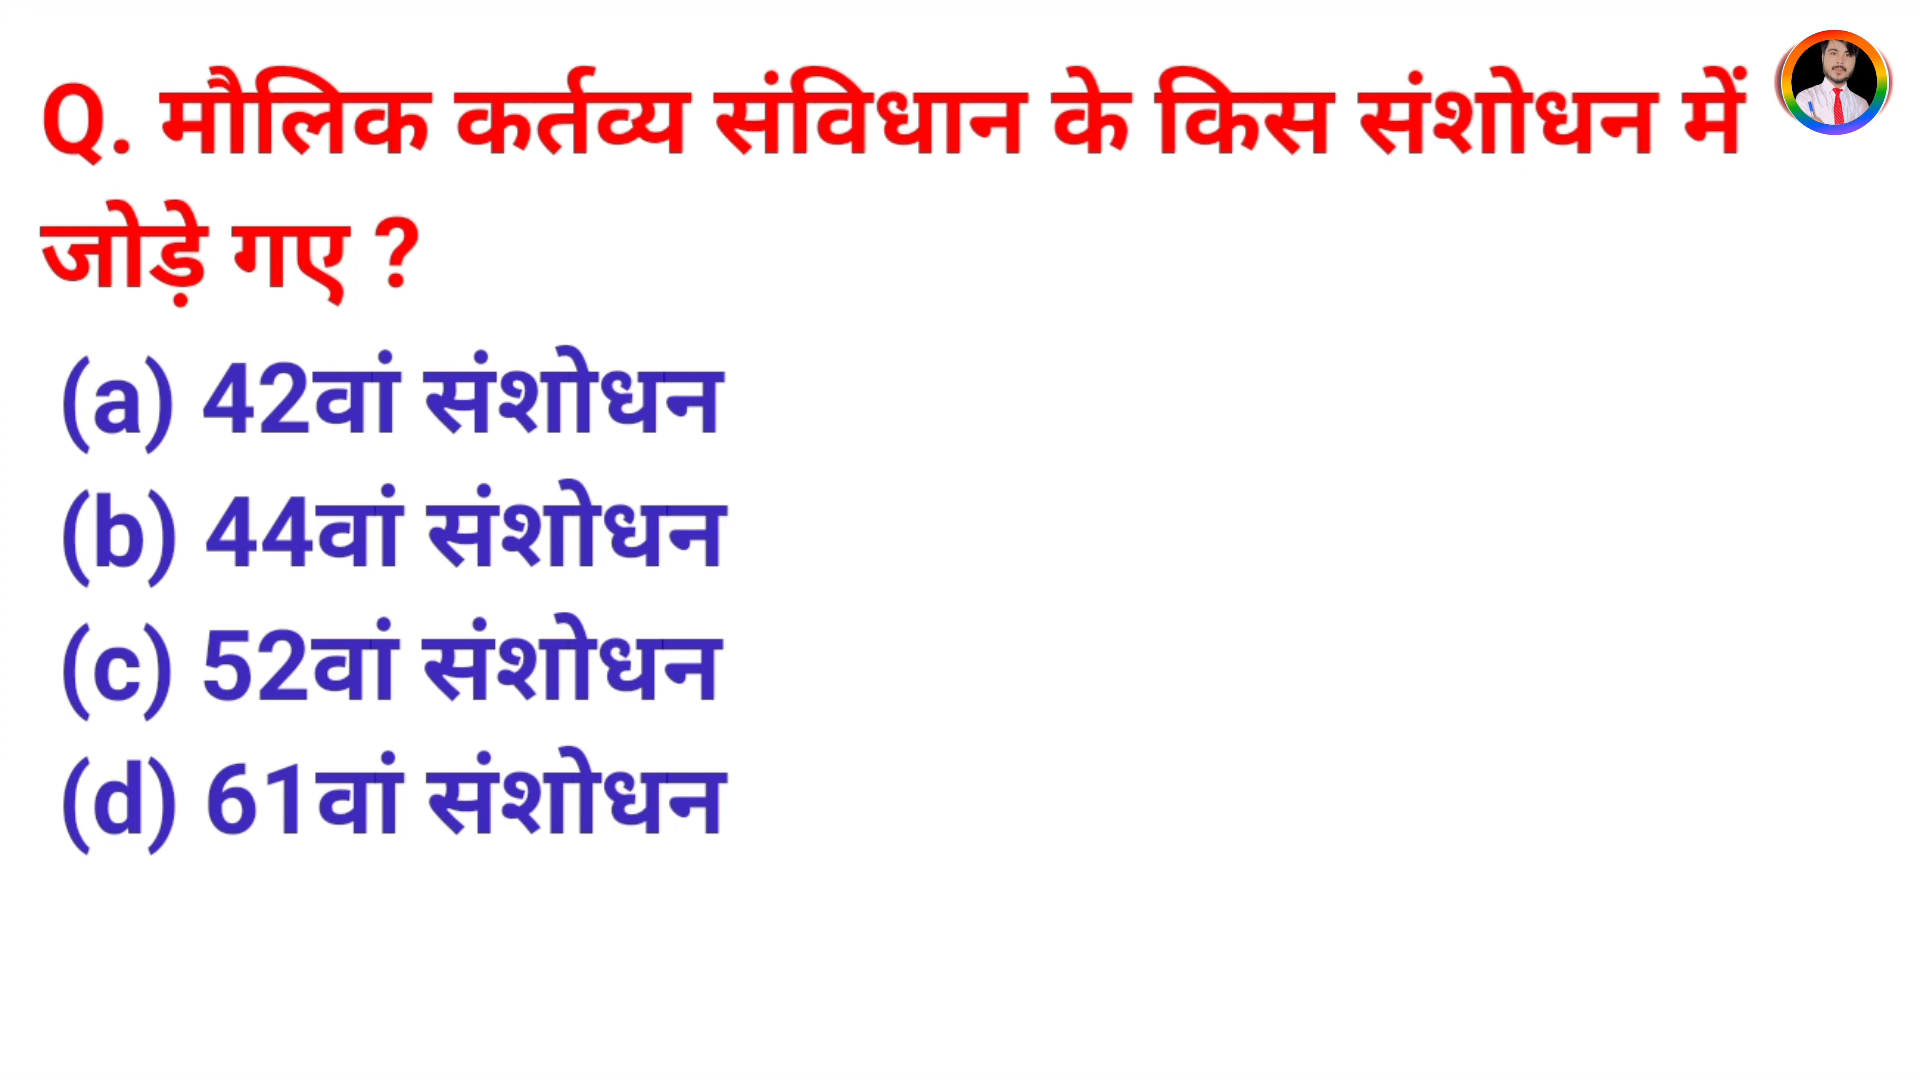 Q. मौलिक कर्तव्य संविधान के किस संशोधन में
जोड़े गए ?
(a) 42वां संशोधन
(b) 44वां संशोधन
(c) 52वां संशोधन
(d) 61वां संशोधन